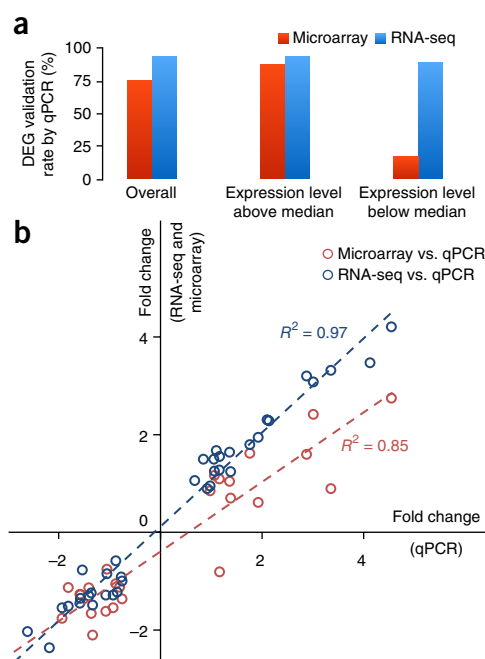 a
Microarray RNA-seq
DEG validation
rate by qPCR (%)
100
75
50
25
0
Overall
Expression level
above median
Expression level
below median
b
Fold change
(RNA-seq and
microarray)
Microarray vs. qPCR
RNA-seq vs. qPCR
R² = 0.97
R² = 0.85
4
2
0
–2
–2
2
4
Fold change
(qPCR)